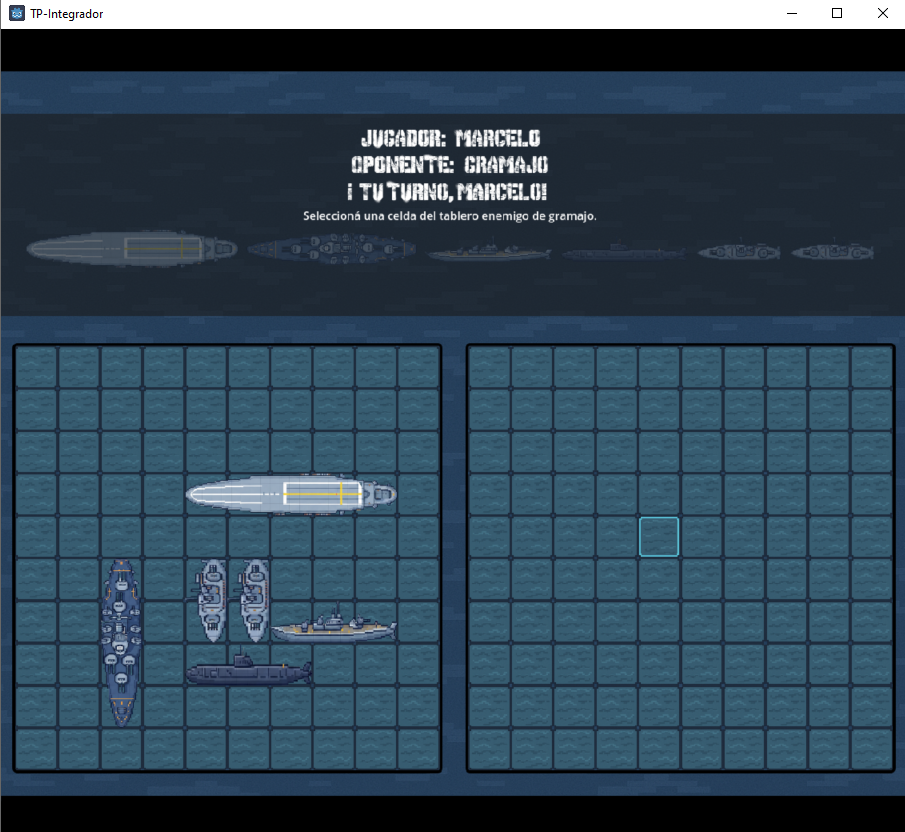 TP-Integrador
JUGADOR: MARCELO
OPONENTE: GRAMAJO
¡ TU TURNO, MARCELO!
Seleccioná una celda del tablero enemigo de gramajo.